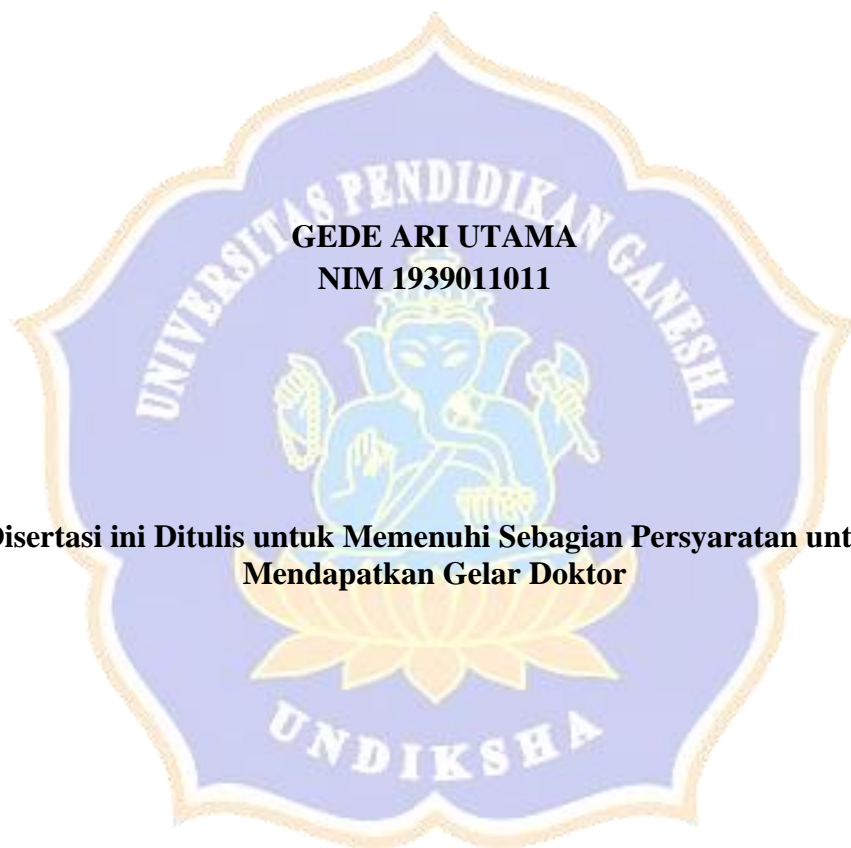 UNIVERSITAS PENDIDIKAN GANESHA
GEDE ARI UTAMA
NIM 1939011011
isertasi ini Ditulis untuk Memenuhi Sebagian Persyaratan unt
Mendapatkan Gelar Doktor
UNDIKSHA